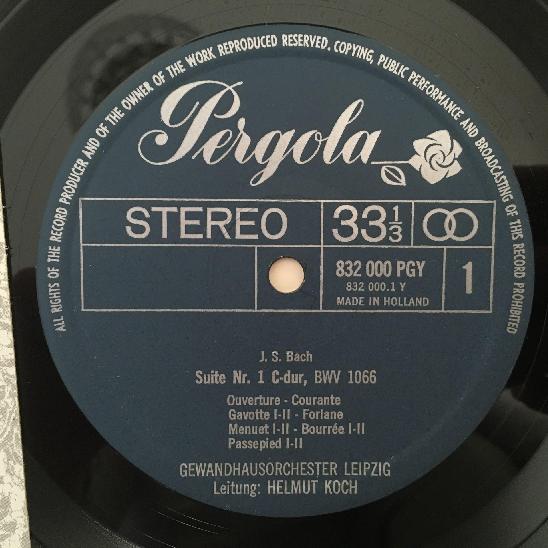 ALL RIGHTS OF THE RECORD PRODUCER AND OF THE OWNER OF THE WORK REPRODUCED RESERVED. COPYING, PUBLIC PERFORMANCE AND BROADCASTING OF THIS RECORD PROHIBITED
Pergola
STEREO 33⅓
832 000 PGY
832 000.1 Y
MADE IN HOLLAND
1
J. S. Bach
Suite Nr. 1 C-dur, BWV 1066
Ouverture - Courante
Gavotte I-II - Forlane
Menuet I-II - Bourrée I-II
Passepied I-II
GEWANDHAUSORCHESTER LEIPZIG
Leitung: HELMUT KOCH